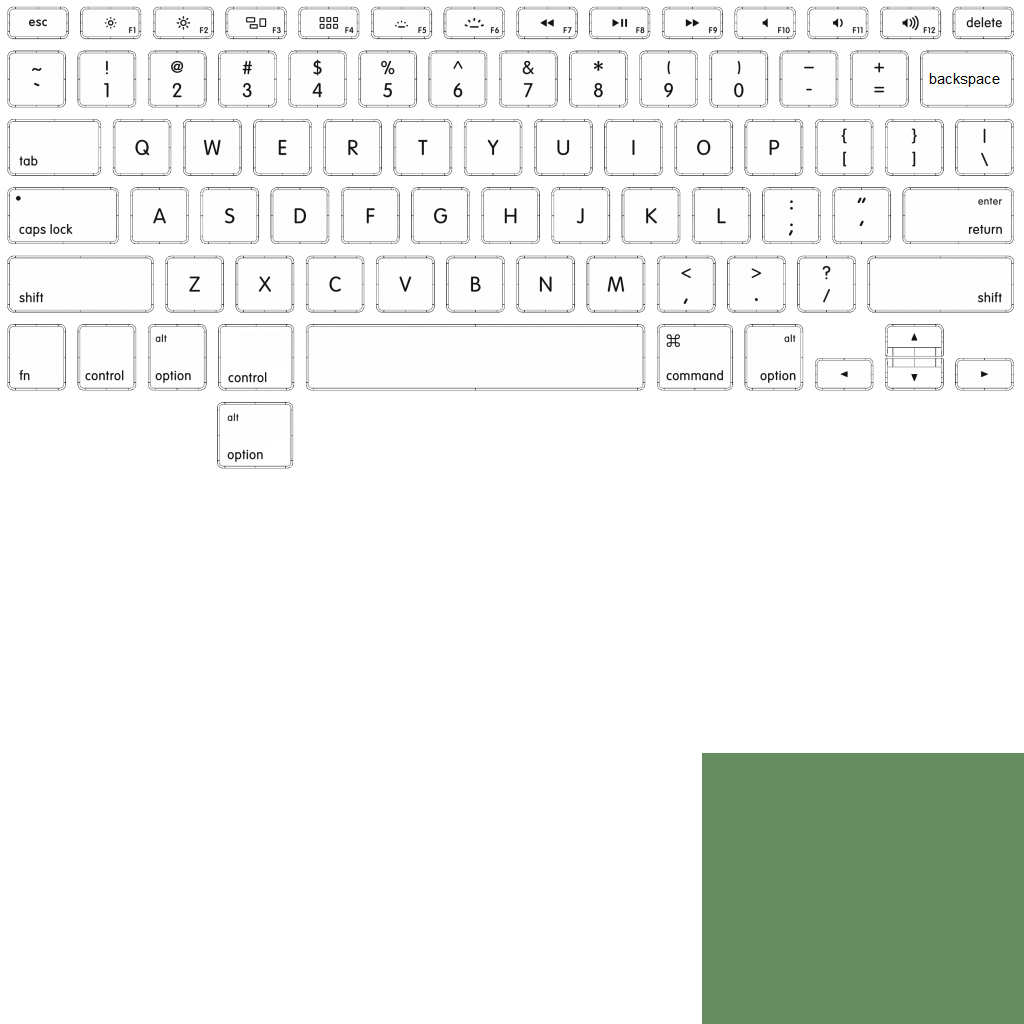 esc F1 F2 F3 F4 F5 F6 F7 F8 F9 F10 F11 F12 delete
~ ! @ # $ % ^ & * ( ) — +
` 1 2 3 4 5 6 7 8 9 0 - = backspace
tab Q W E R T Y U I O P { } |
[ ] \
caps lock A S D F G H J K L : " enter
; ' return
shift Z X C V B N M < > ? shift
, . /
alt ⌘ alt ▲
fn control option control command option ◄ ▼ ►
alt
option